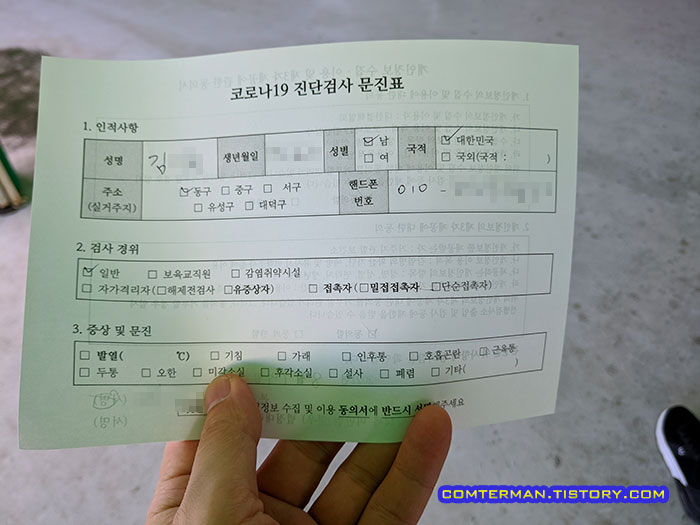 코로나19 진단검사 문진표
1. 인적사항
성명 김 생년월일 성별 ☑ 남 □ 여 국적 ☑ 대한민국 □ 국외(국적 : )
주소 (실거주지) ☑ 동구 □ 중구 □ 서구 □ 유성구 □ 대덕구 핸드폰 번호 010 -
2. 검사 경위
☑ 일반 □ 보육교직원 □ 감염취약시설
□ 자가격리자(□해제전검사 □유증상자) □ 접촉자(□밀접접촉자 □단순접촉자)
3. 증상 및 문진
□ 발열( ℃) □ 기침 □ 가래 □ 인후통 □ 호흡곤란 □ 근육통
□ 두통 □ 오한 □ 미각소실 □ 후각소실 □ 설사 □ 폐렴 □ 기타( )
정보 수집 및 이용 동의서에 반드시 서명해주세요
COMTERMAN.TISTORY.COM